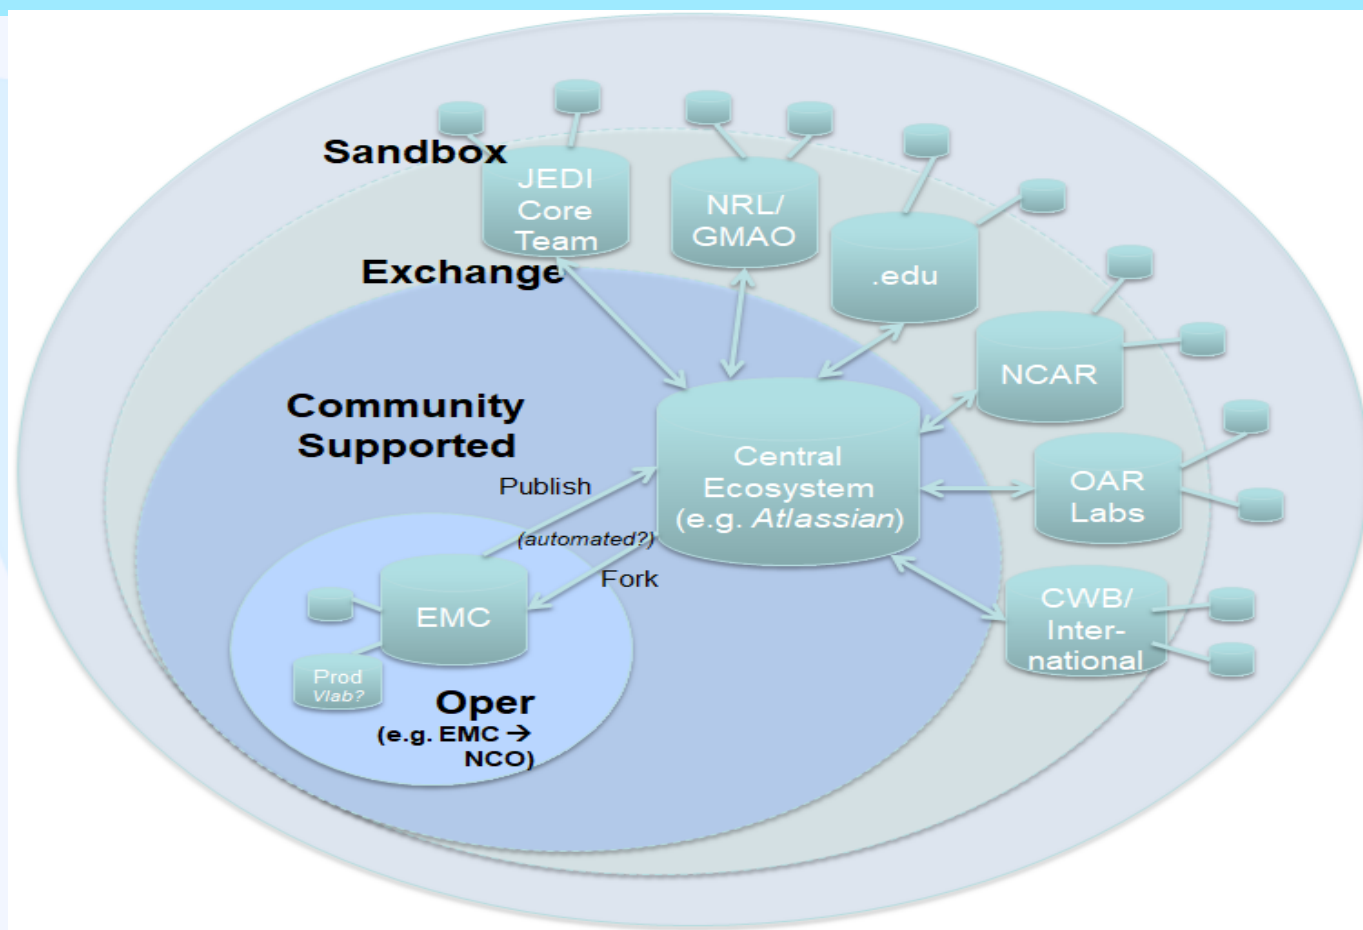 Sandbox
JEDI
Core
Team
NRL/
GMAO
.edu
Exchange
NCAR
Community
Supported
Central
Ecosystem
(e.g. Atlassian)
Publish
OAR
Labs
(automated?)
Fork
EMC
CWB/
Inter-
national
Prod
Vlab?
Oper
(e.g. EMC →
NCO)